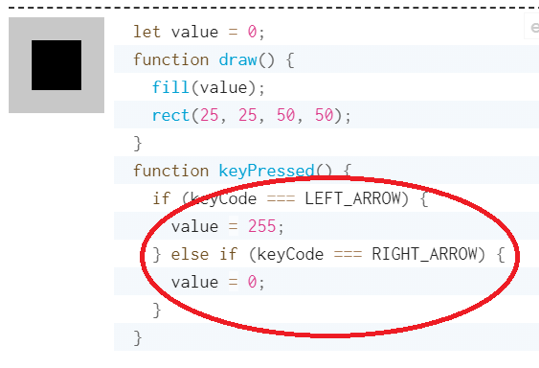 let value = 0;
function draw() {
  fill(value);
  rect(25, 25, 50, 50);
}
function keyPressed() {
  if (keyCode === LEFT_ARROW) {
    value = 255;
  } else if (keyCode === RIGHT_ARROW) {
    value = 0;
  }
}